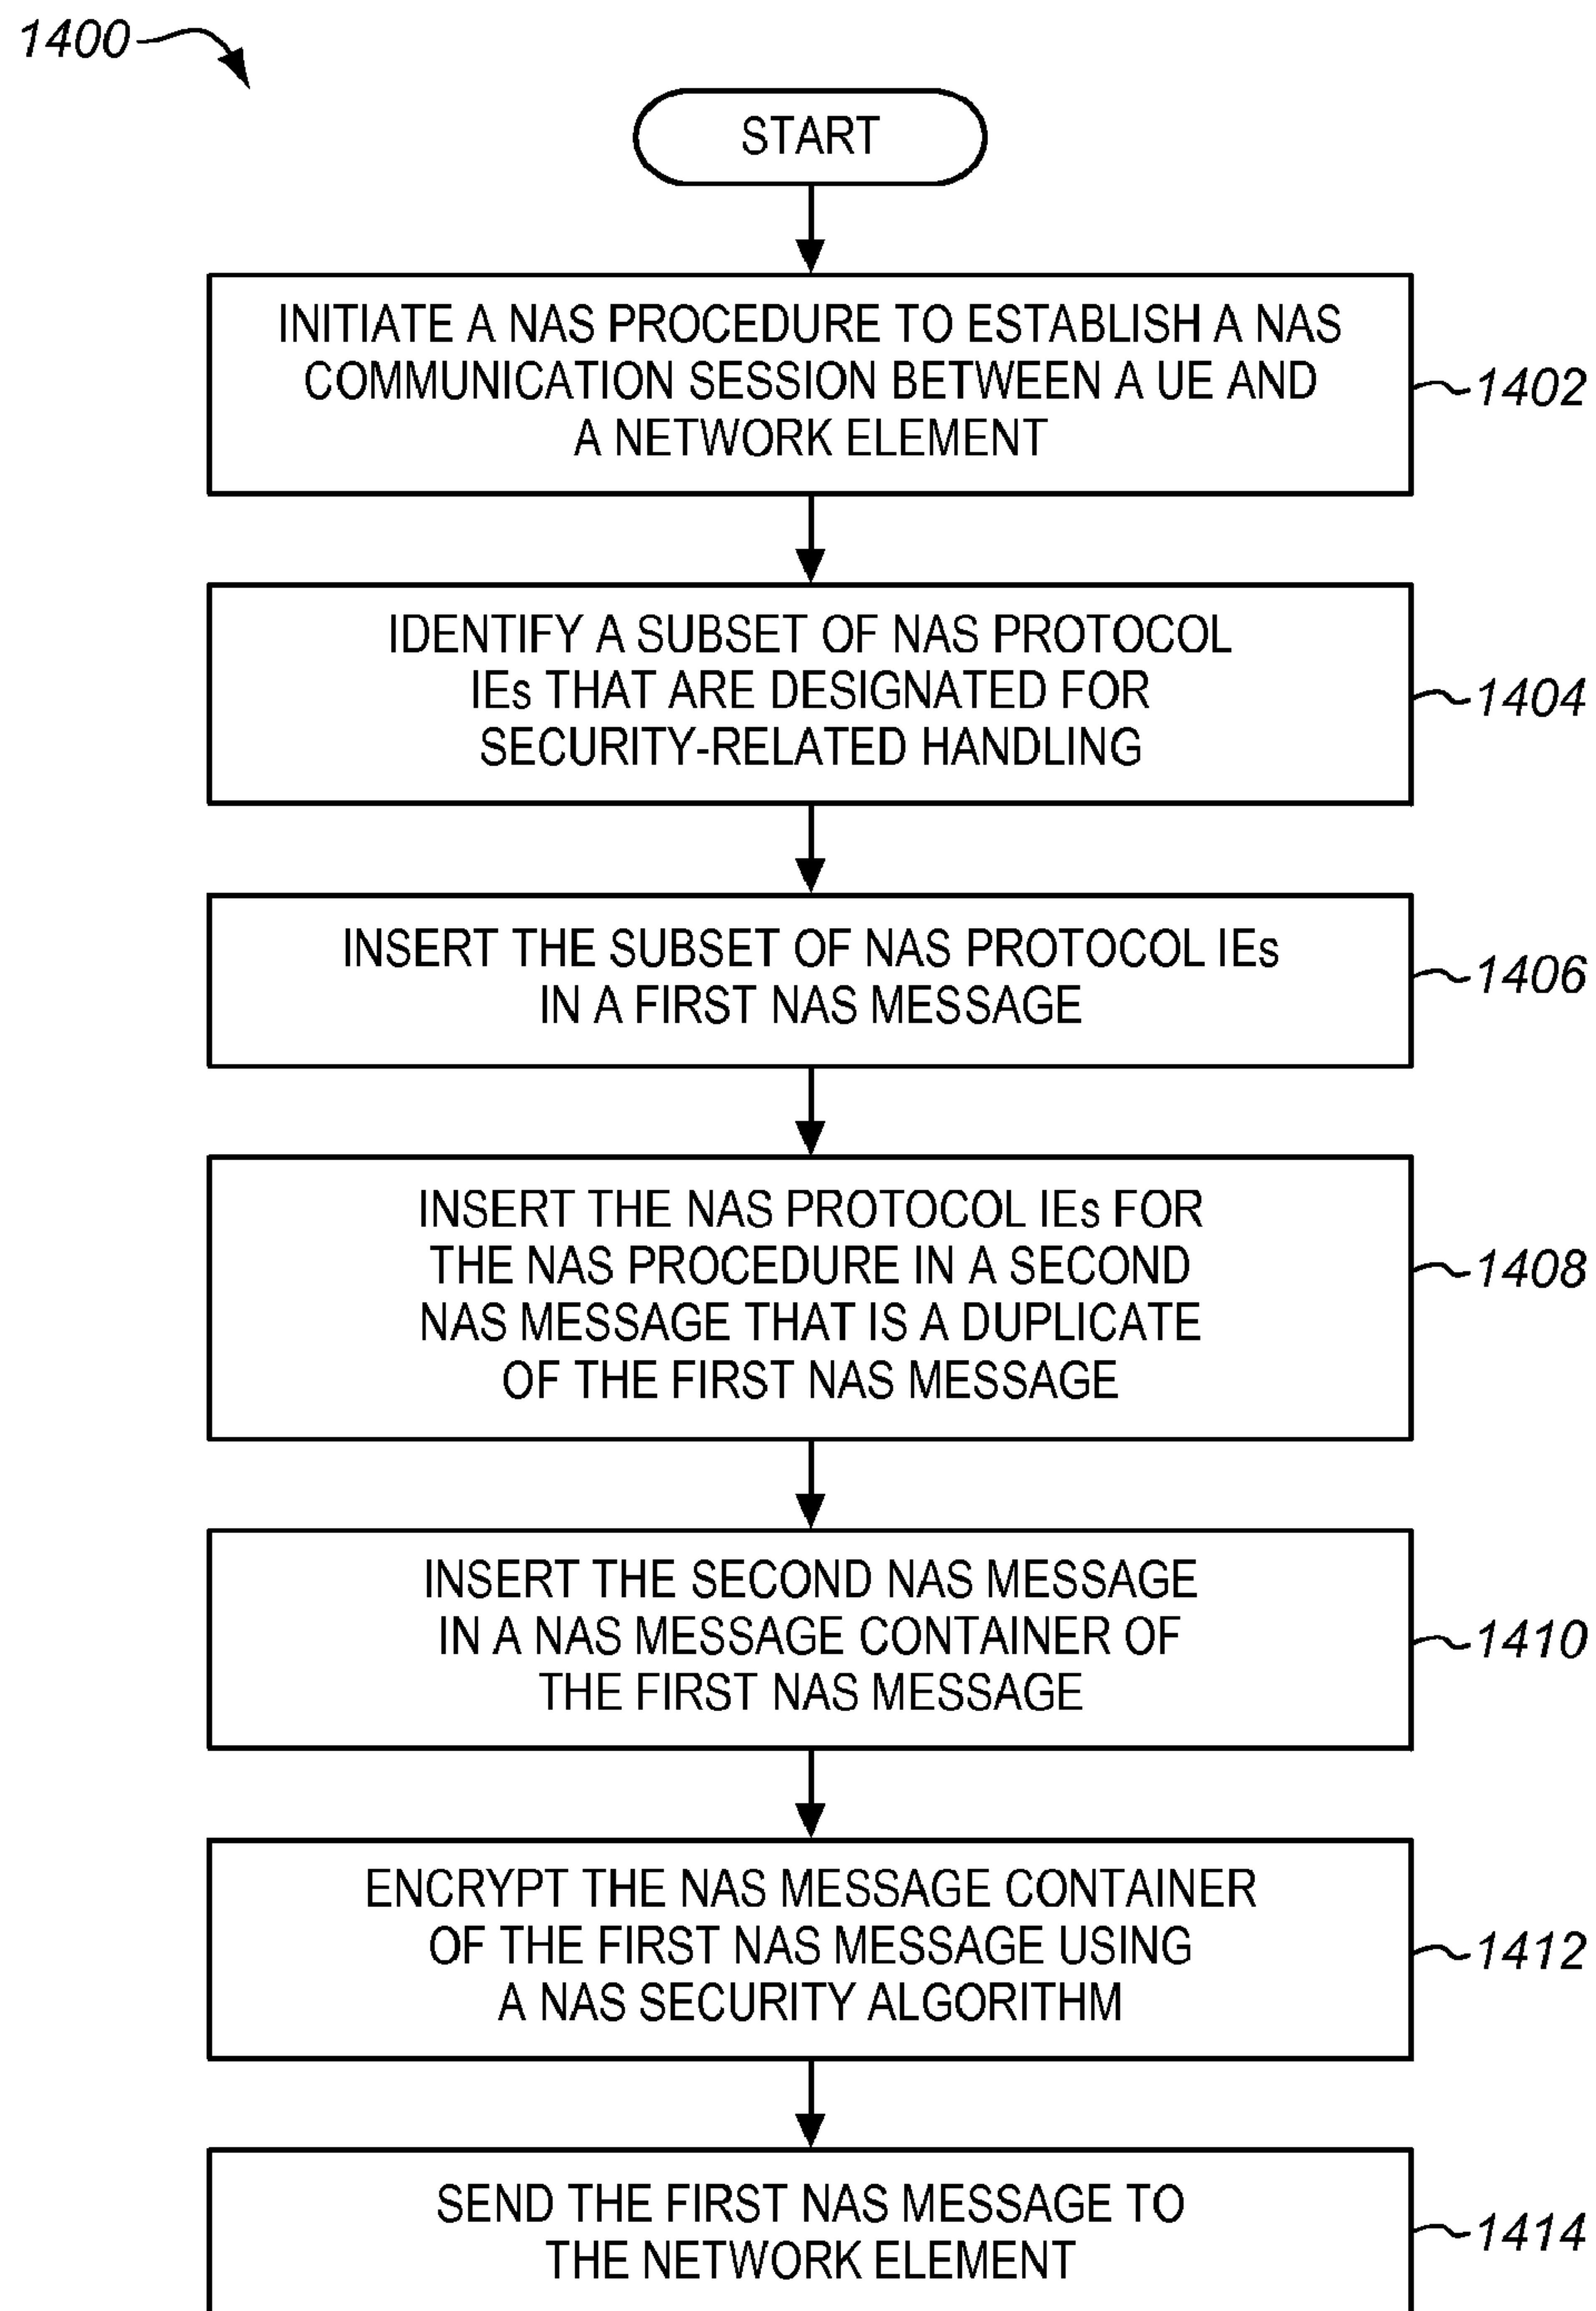 1400
START
INITIATE A NAS PROCEDURE TO ESTABLISH A NAS
COMMUNICATION SESSION BETWEEN A UE AND
A NETWORK ELEMENT
1402
IDENTIFY A SUBSET OF NAS PROTOCOL
IEs THAT ARE DESIGNATED FOR
SECURITY-RELATED HANDLING
1404
INSERT THE SUBSET OF NAS PROTOCOL IEs
IN A FIRST NAS MESSAGE
1406
INSERT THE NAS PROTOCOL IEs FOR
THE NAS PROCEDURE IN A SECOND
NAS MESSAGE THAT IS A DUPLICATE
OF THE FIRST NAS MESSAGE
1408
INSERT THE SECOND NAS MESSAGE
IN A NAS MESSAGE CONTAINER OF
THE FIRST NAS MESSAGE
1410
ENCRYPT THE NAS MESSAGE CONTAINER
OF THE FIRST NAS MESSAGE USING
A NAS SECURITY ALGORITHM
1412
SEND THE FIRST NAS MESSAGE TO
THE NETWORK ELEMENT
1414